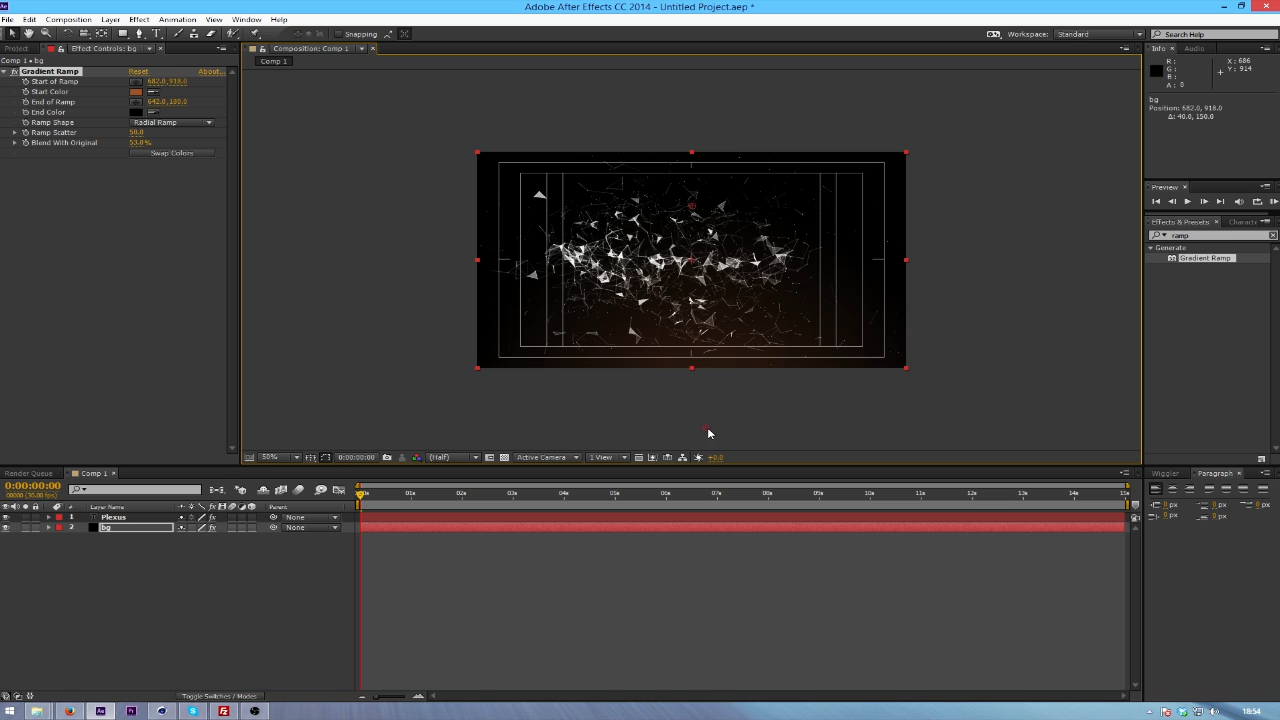 Adobe After Effects CC 2014 - Untitled Project.aep *
File Edit Composition Layer Effect Animation View Window Help
Snapping
Workspace: Standard
Search Help
Project
Effect Controls: bg
Composition: Comp 1
Info
Audio
Comp 1 • bg
Comp 1
Gradient Ramp Reset About...
Start of Ramp 682.0, 918.0
Start Color
End of Ramp 642.0, 180.0
End Color
Ramp Shape Radial Ramp
Ramp Scatter 50.0
Blend With Original 53.0%
Swap Colors
R:
G:
B:
A: 0
X: 686
Y: 914
bg
Position: 682.0, 918.0
Δ: 40.0, 150.0
Preview
Effects & Presets
ramp
Generate
Gradient Ramp
50%
0:00:00:00
(Half)
Active Camera
1 View
+0.0
Render Queue
Comp 1
Wiggler
Paragraph
0:00:00:00
00000 (30.00 fps)
01s 02s 03s 04s 05s 06s 07s 08s 09s 10s 11s 12s 13s 14s 15s
# Layer Name
Parent
1 T Plexus fx None
2 bg fx None
0 px 0 px 0 px
0 px 0 px
Toggle Switches / Modes
18:54